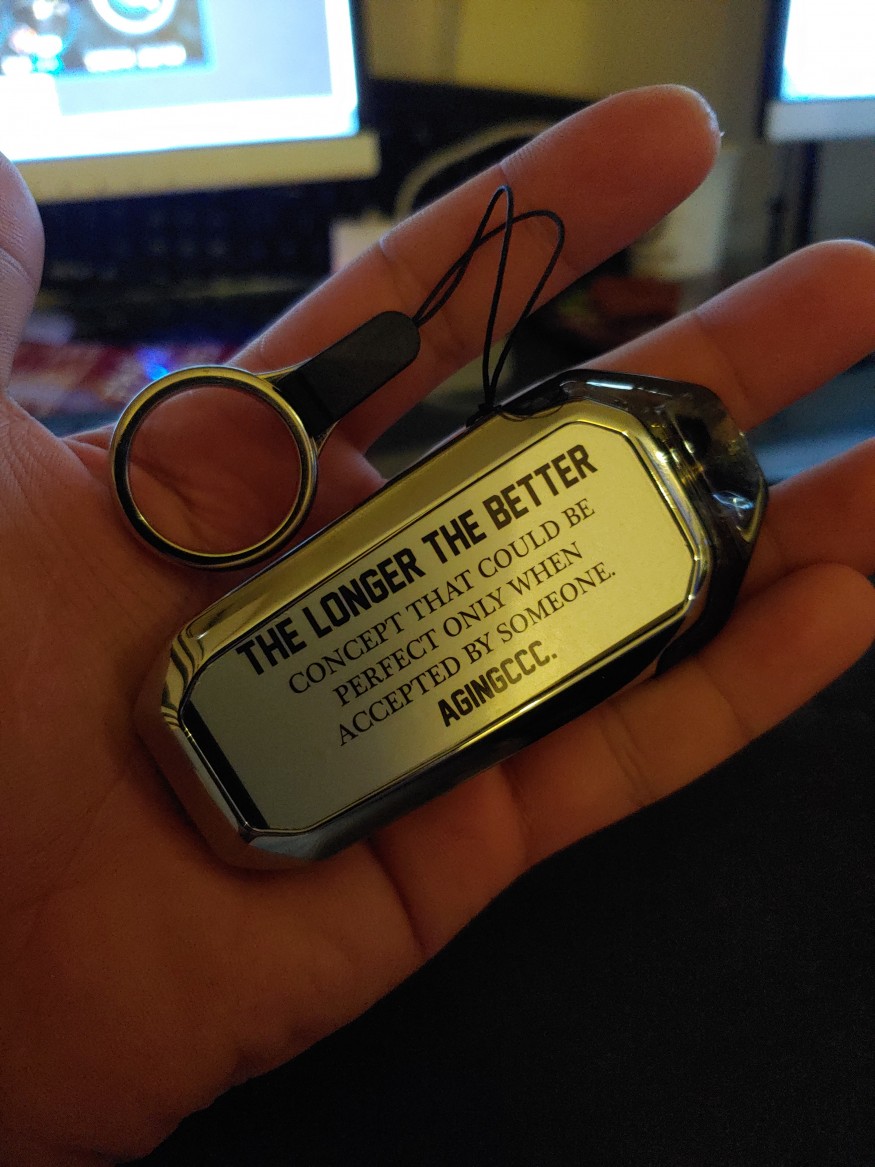 THE LONGER THE BETTER
CONCEPT THAT COULD BE
PERFECT ONLY WHEN
ACCEPTED BY SOMEONE.
AGINGCCC.